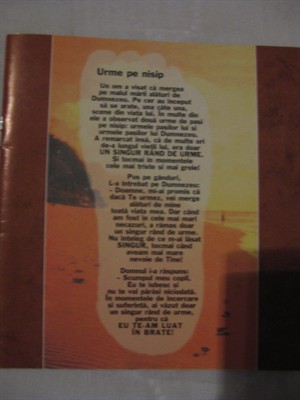 Urme pe nisip
Un om a visat că mergea
pe malul mării alături de
Dumnezeu. Pe cer au început
să se arate, una câte una,
scene din viața lui. În multe din
ele a observat două urme de pași
pe nisip: urmele pașilor lui și
urmele pașilor lui Dumnezeu.
A remarcat însă, că de multe ori
de-a lungul vieții lui, era doar
UN SINGUR RÂND DE URME.
Și tocmai în momentele
cele mai triste și mai grele!
Pus pe gânduri,
L-a întrebat pe Dumnezeu:
- Doamne, mi-ai promis că
dacă Te urmez, vei merge
alături de mine
toată viața mea. Dar când
am fost în cele mai mari
necazuri, a rămas doar
un singur rând de urme.
Nu înțeleg de ce m-ai lăsat
SINGUR, tocmai când
aveam mai mare
nevoie de Tine!
Domnul i-a răspuns:
- Scumpul meu copil,
Eu te iubesc și
nu te voi părăsi niciodată.
În momentele de încercare
și suferință, ai văzut doar
un singur rând de urme,
pentru că
EU TE-AM LUAT
ÎN BRAȚE!